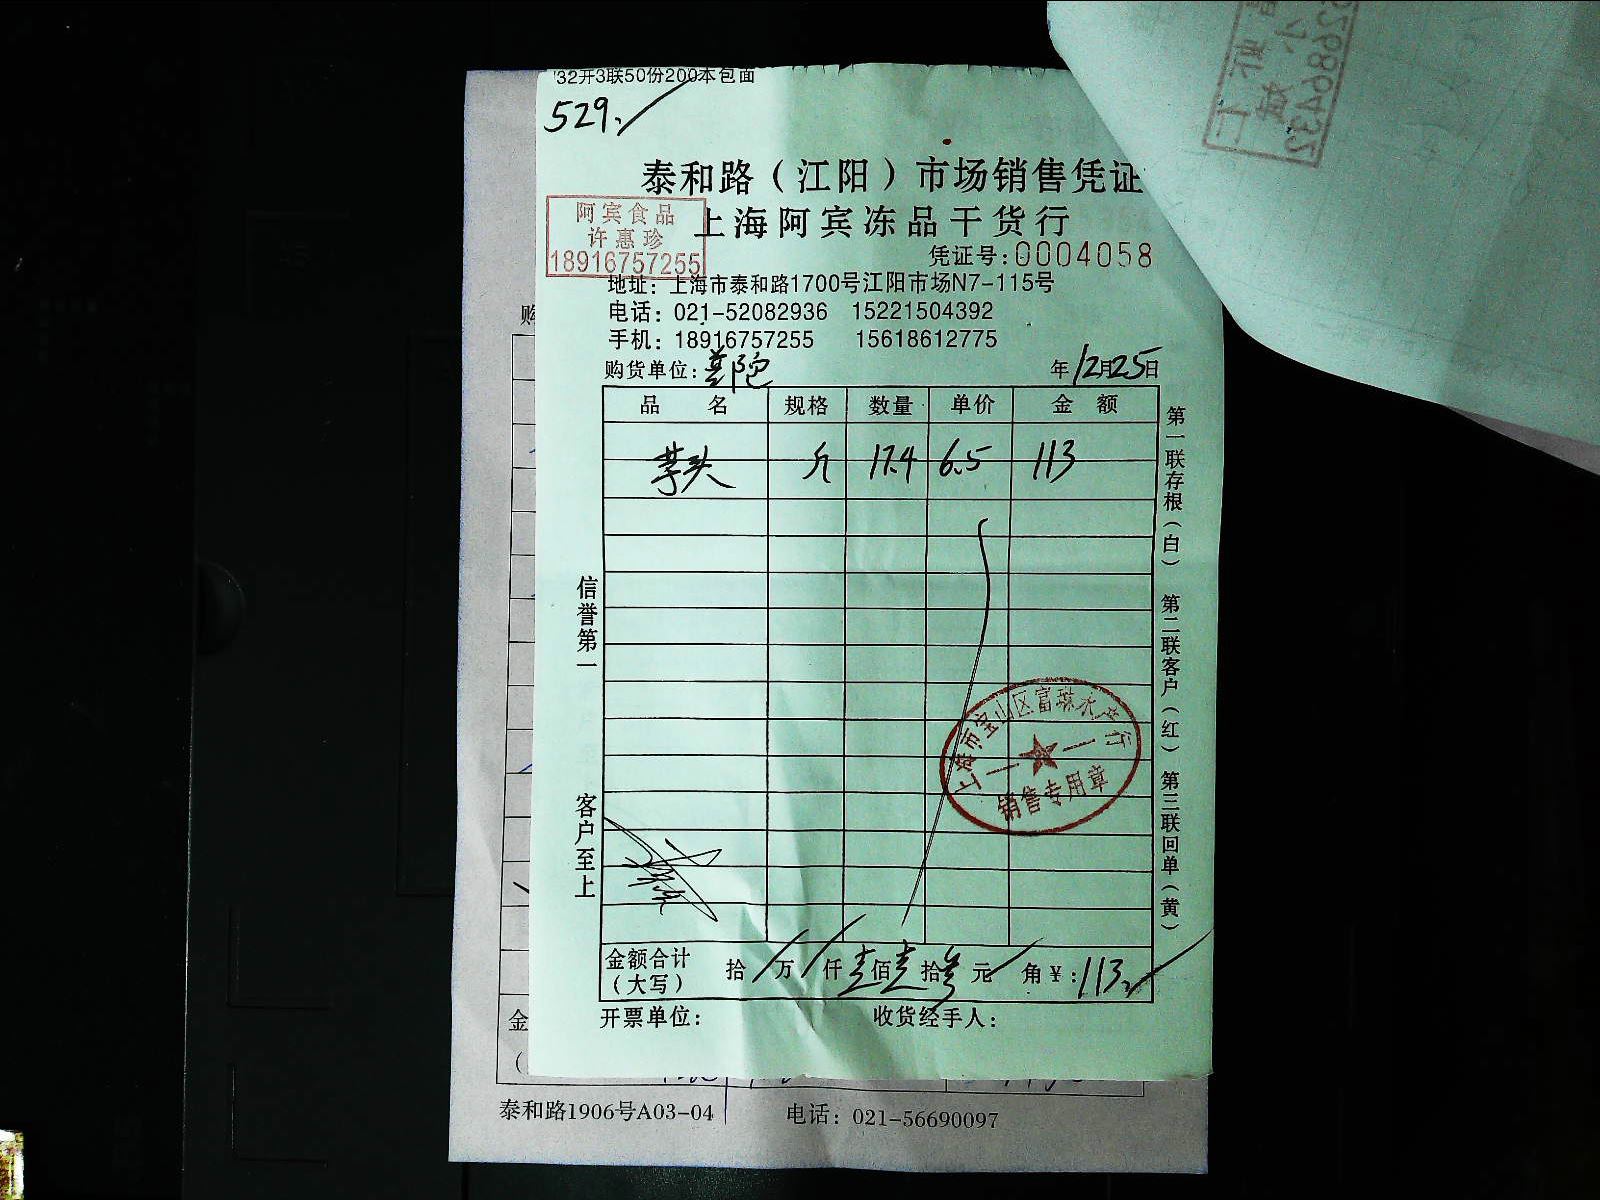 32开3联50份200本包面
529.
泰和路（江阳）市场销售凭证
阿宾食品
许惠珍
18916757255
上海阿宾冻品干货行
凭证号：0004058
地址：上海市泰和路1700号江阳市场N7-115号
电话：021-52082936 15221504392
手机：18916757255 15618612775
购货单位：
年12月25日
品 名 规格 数量 单价 金 额
芋头 斤 17.4 6.5 113
第一联存根（白） 第二联客户（红） 第三联回单（黄）
信誉第一 客户至上
上海市宝山区富琳水产行
销售专用章
金额合计（大写） 拾 万 仟 壹佰壹拾叁元 角 ¥：113.
开票单位： 收货经手人：
购
金
（
泰和路1906号A03-04 电话：021-56690097